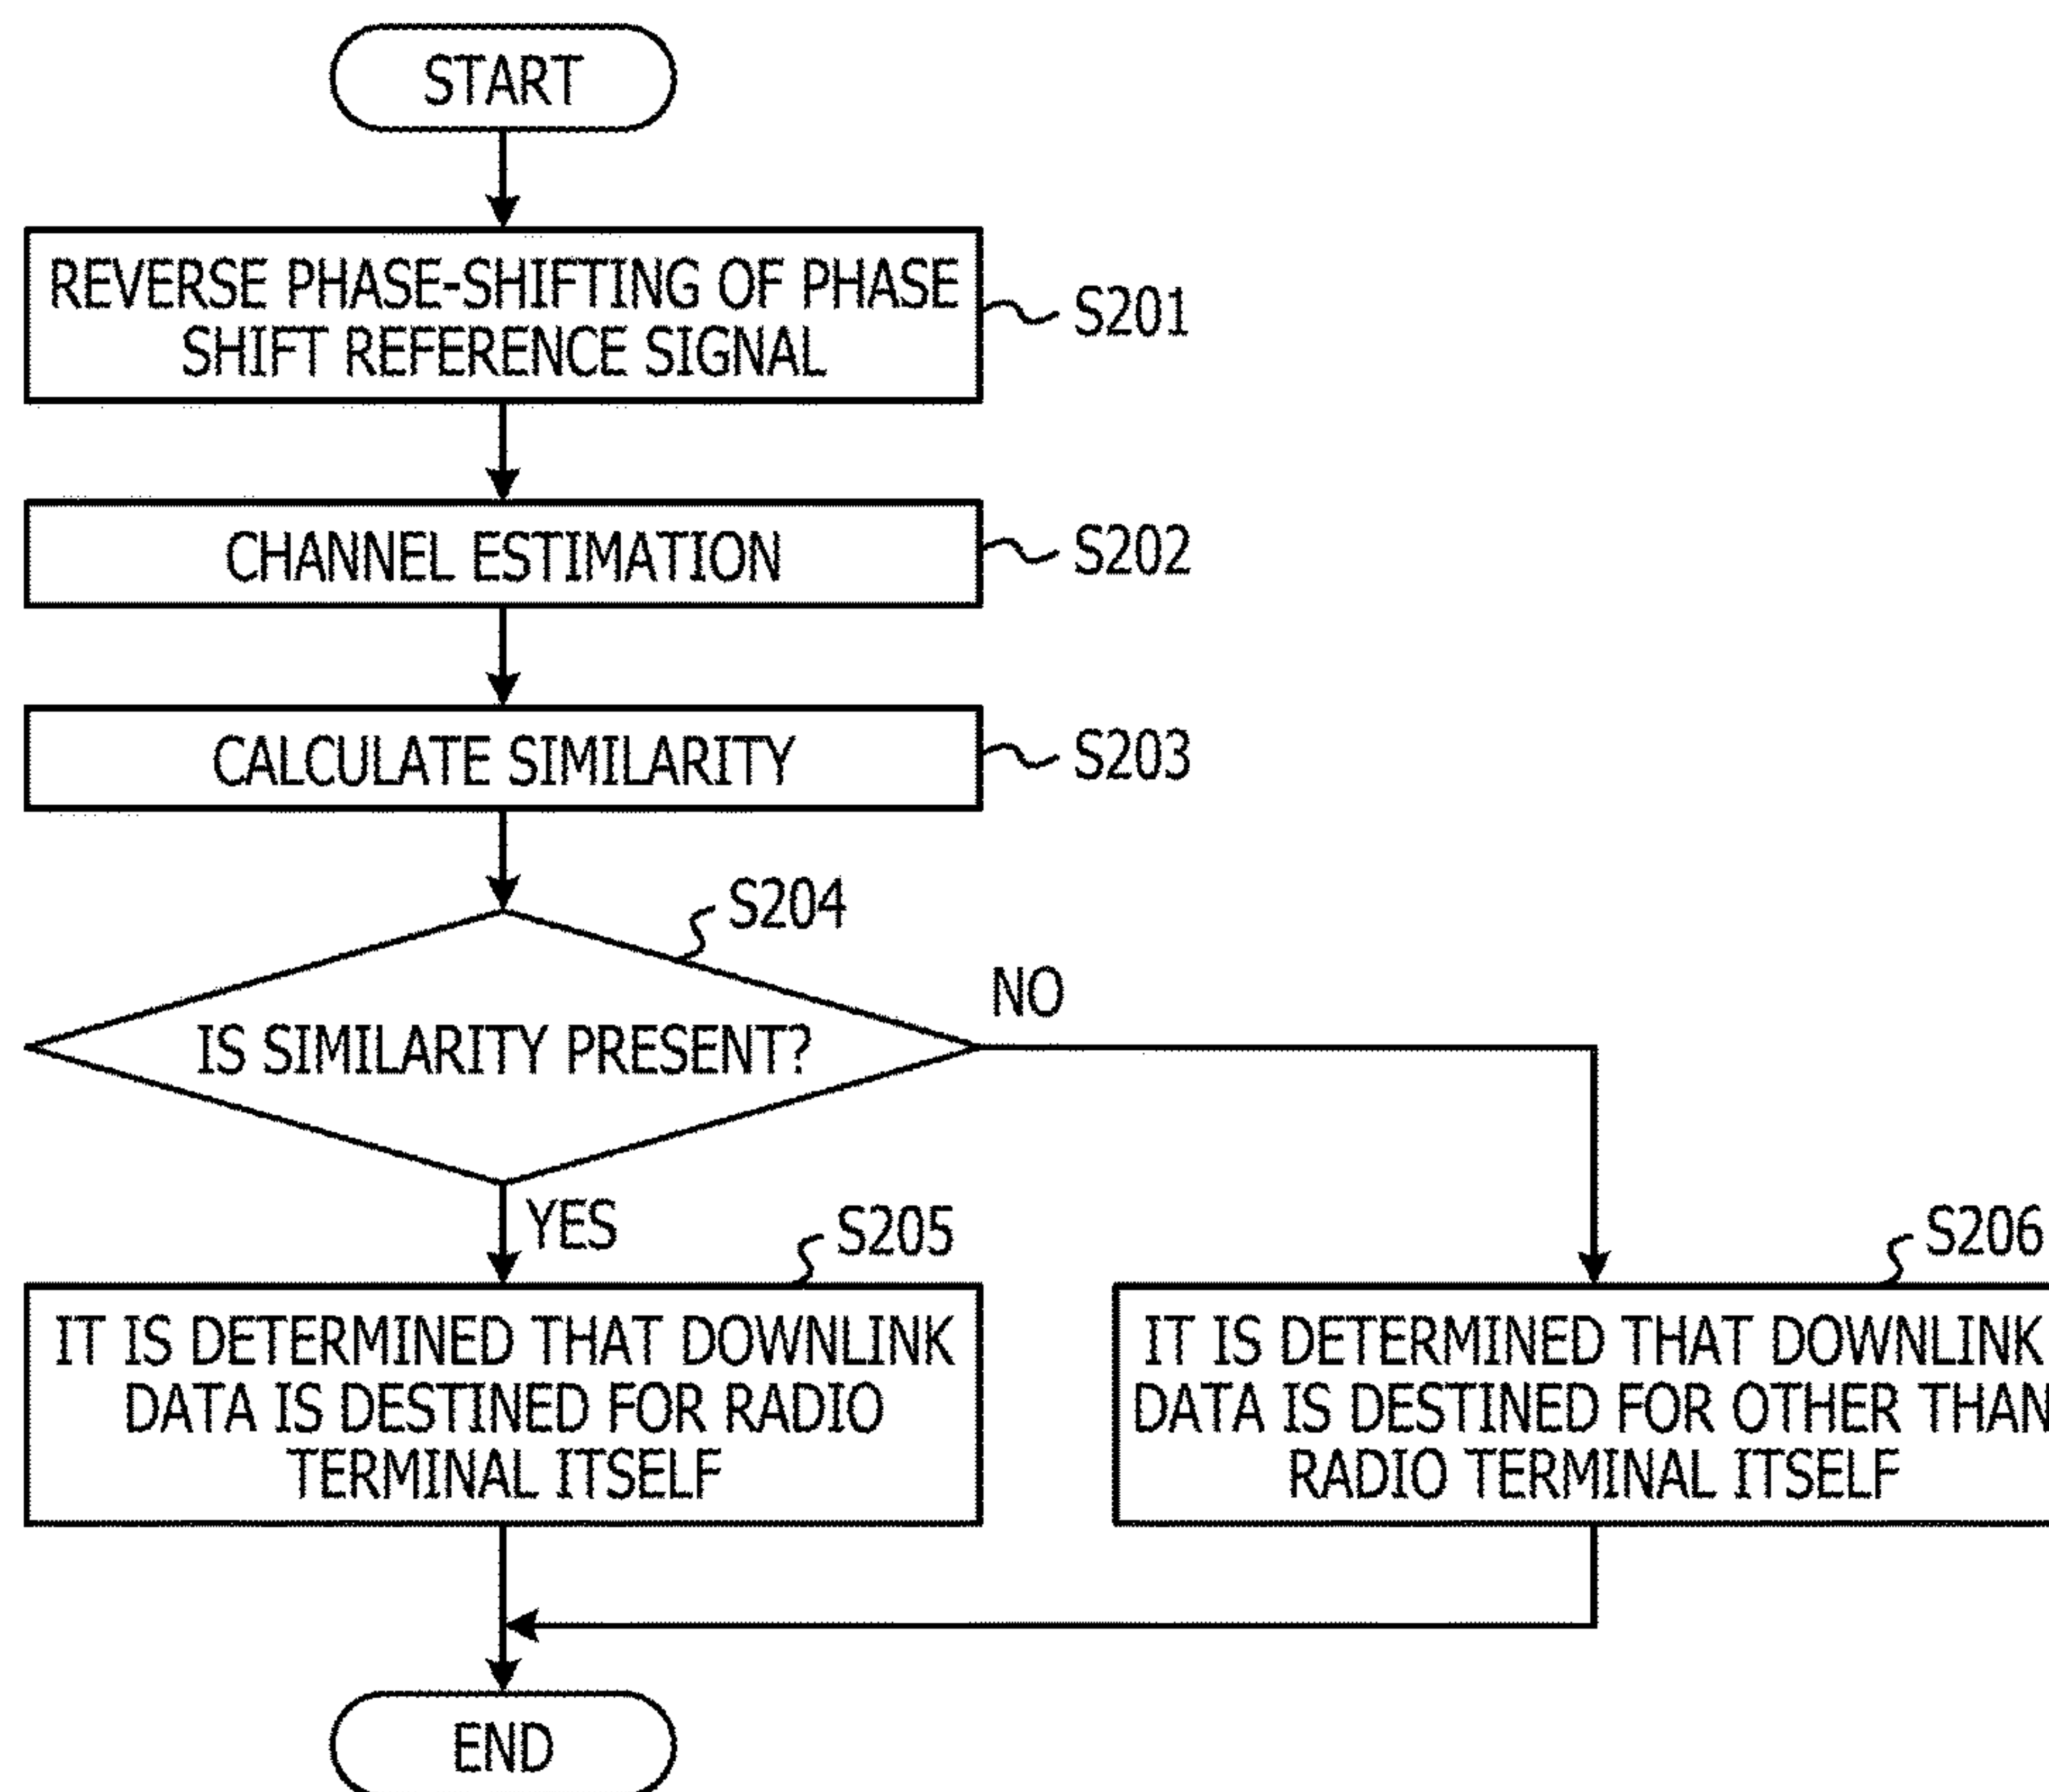 START
REVERSE PHASE-SHIFTING OF PHASE
SHIFT REFERENCE SIGNAL
S201
CHANNEL ESTIMATION
S202
CALCULATE SIMILARITY
S203
S204
IS SIMILARITY PRESENT?
NO
YES
S205
IT IS DETERMINED THAT DOWNLINK
DATA IS DESTINED FOR RADIO
TERMINAL ITSELF
S206
IT IS DETERMINED THAT DOWNLINK
DATA IS DESTINED FOR OTHER THAN
RADIO TERMINAL ITSELF
END